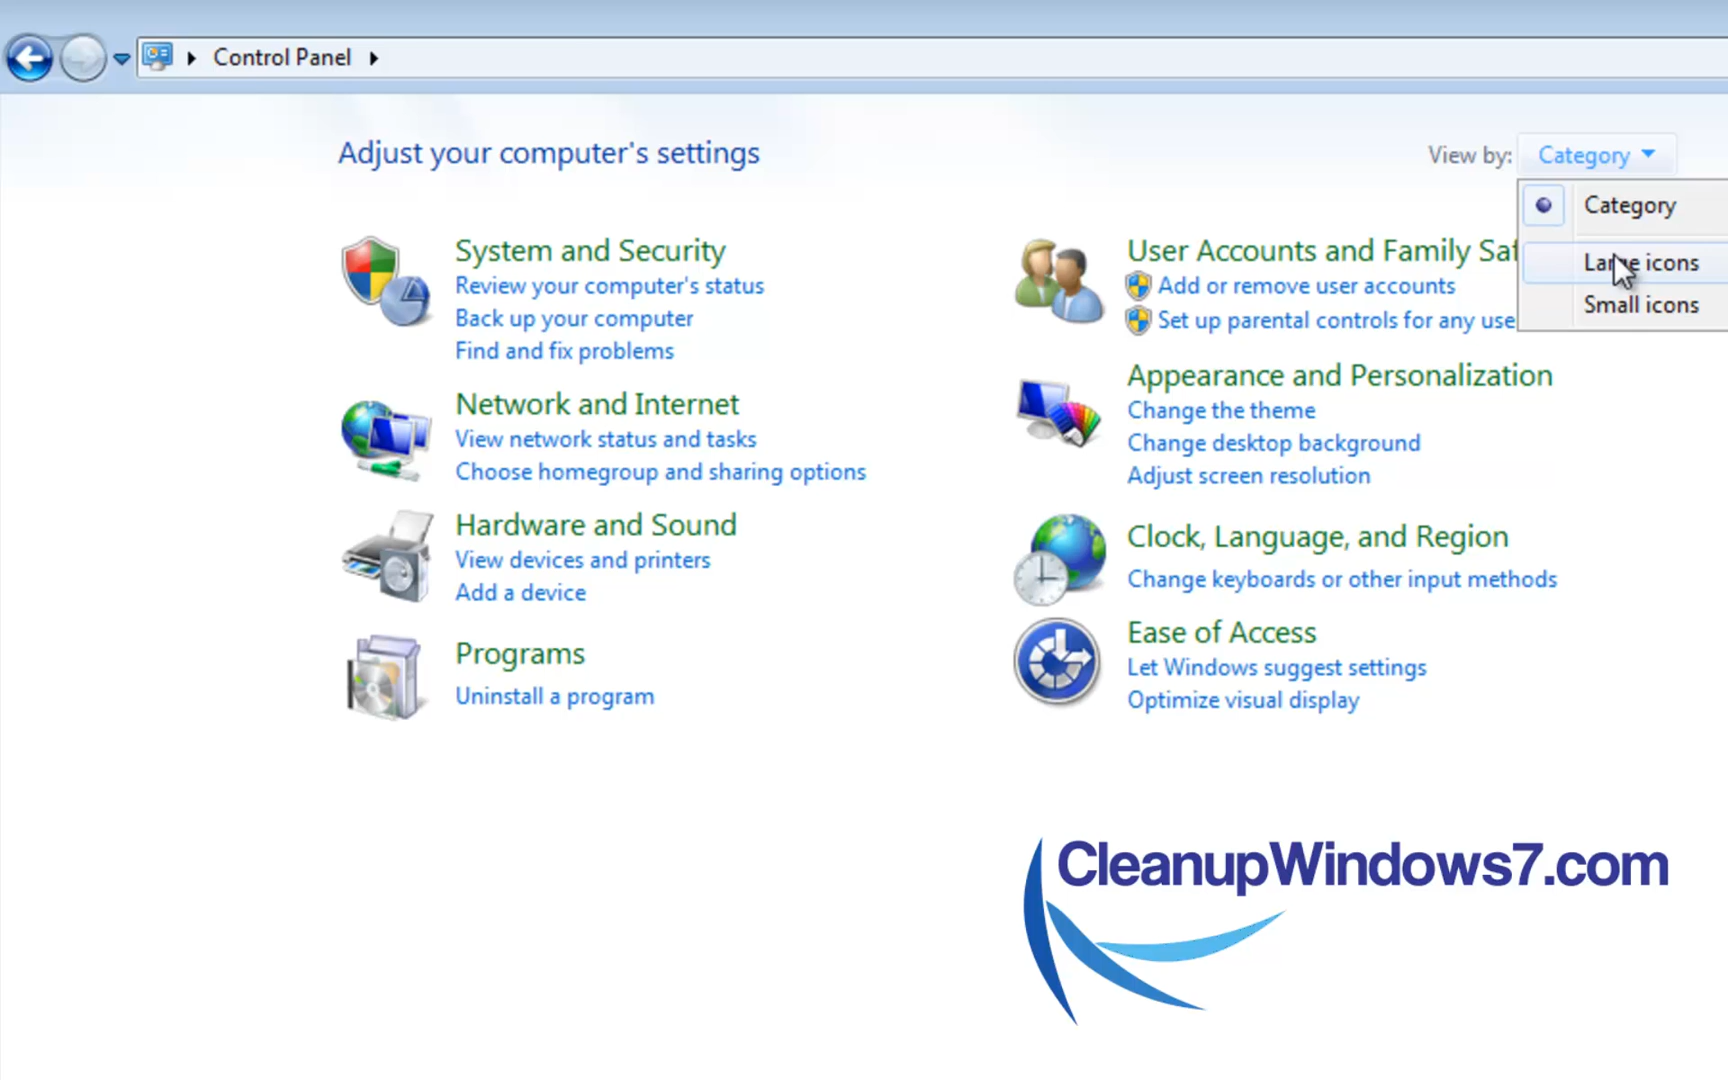 Control Panel
Adjust your computer's settings
View by:
Category
Category
Large icons
Small icons
System and Security
Review your computer's status
Back up your computer
Find and fix problems
Network and Internet
View network status and tasks
Choose homegroup and sharing options
Hardware and Sound
View devices and printers
Add a device
Programs
Uninstall a program
User Accounts and Family Saf
Add or remove user accounts
Set up parental controls for any use
Appearance and Personalization
Change the theme
Change desktop background
Adjust screen resolution
Clock, Language, and Region
Change keyboards or other input methods
Ease of Access
Let Windows suggest settings
Optimize visual display
CleanupWindows7.com